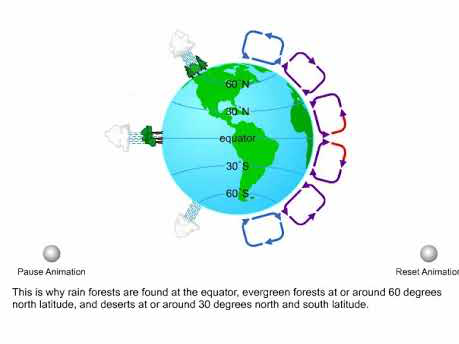 60°N
30°N
equator
30°S
60°S
Pause Animation
Reset Animation
This is why rain forests are found at the equator, evergreen forests at or around 60 degrees
north latitude, and deserts at or around 30 degrees north and south latitude.